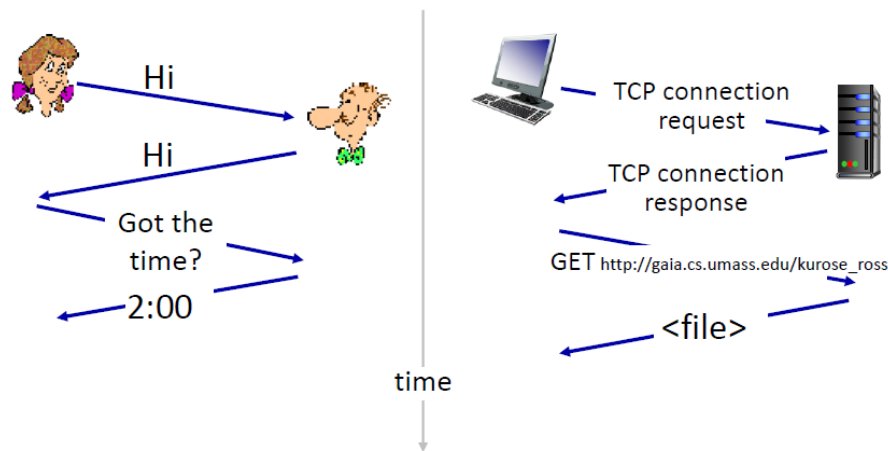 Hi
Hi
Got the
time?
2:00
time
TCP connection
request
TCP connection
response
GET http://gaia.cs.umass.edu/kurose_ross
<file>